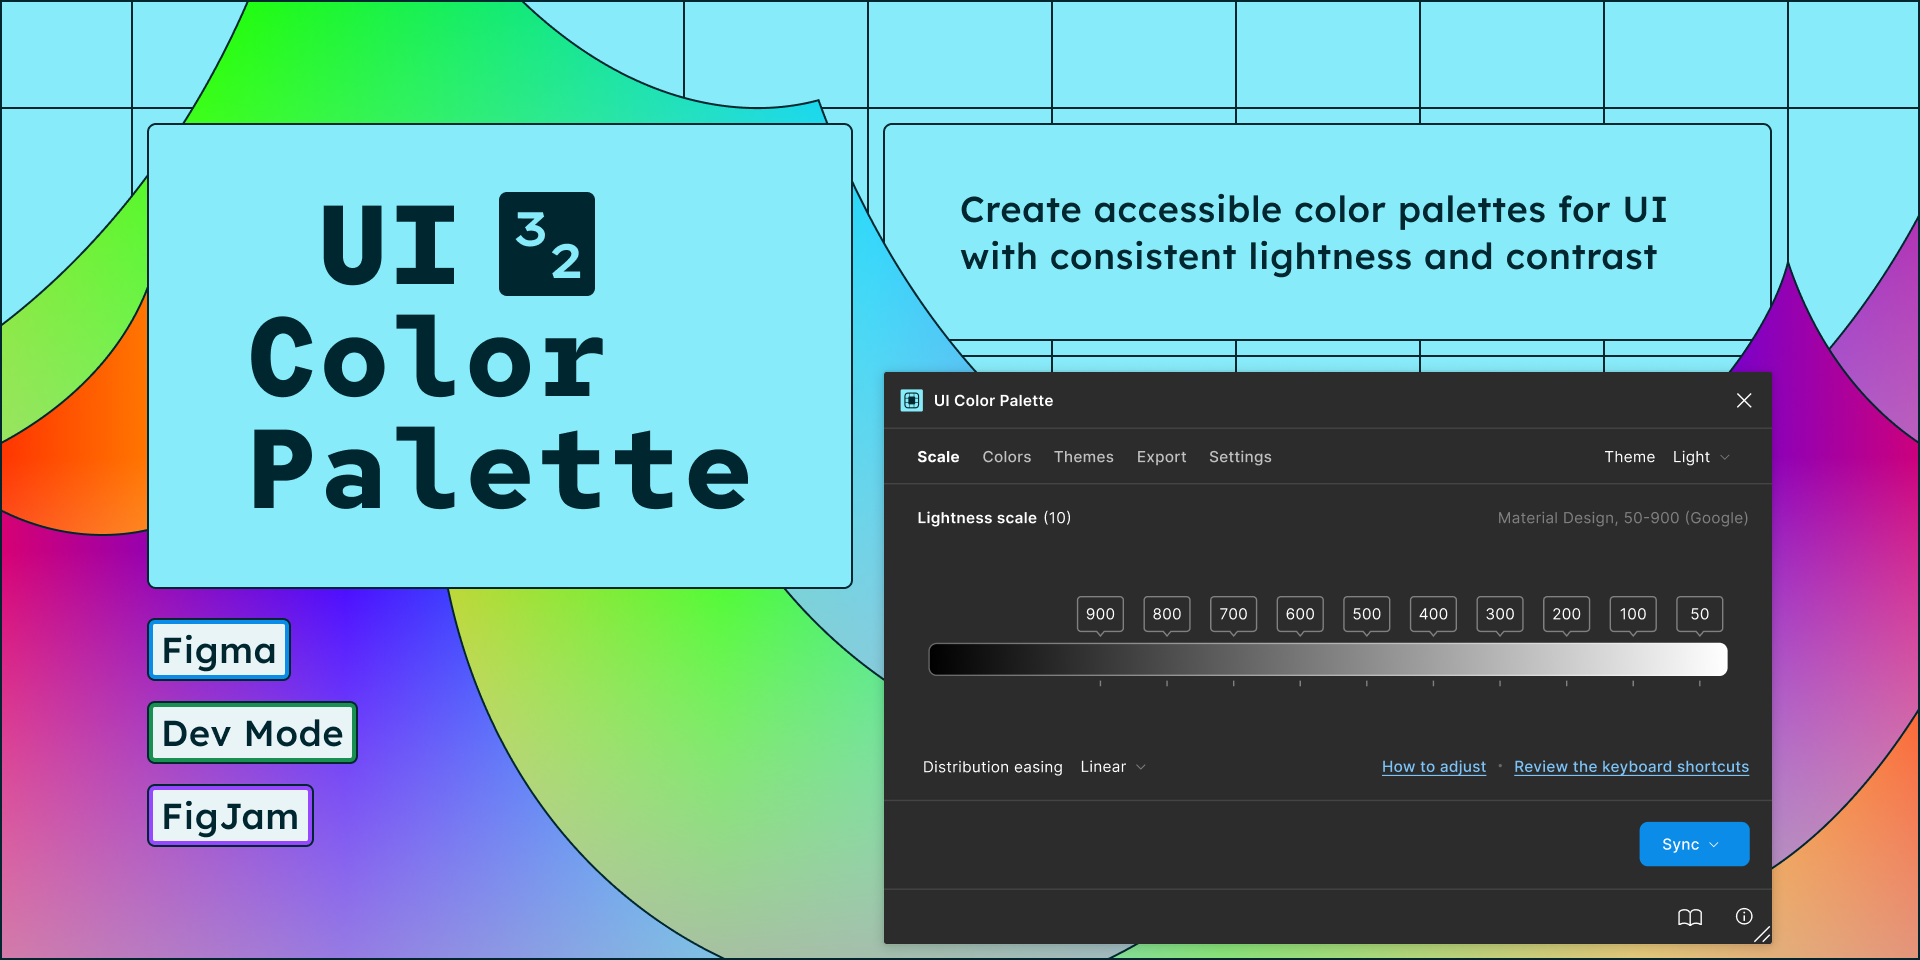 UI 3 2
Color
Palette
Create accessible color palettes for UI
with consistent lightness and contrast
Figma
Dev Mode
FigJam
UI Color Palette
Scale Colors Themes Export Settings Theme Light
Lightness scale (10) Material Design, 50-900 (Google)
900 800 700 600 500 400 300 200 100 50
Distribution easing Linear How to adjust · Review the keyboard shortcuts
Sync